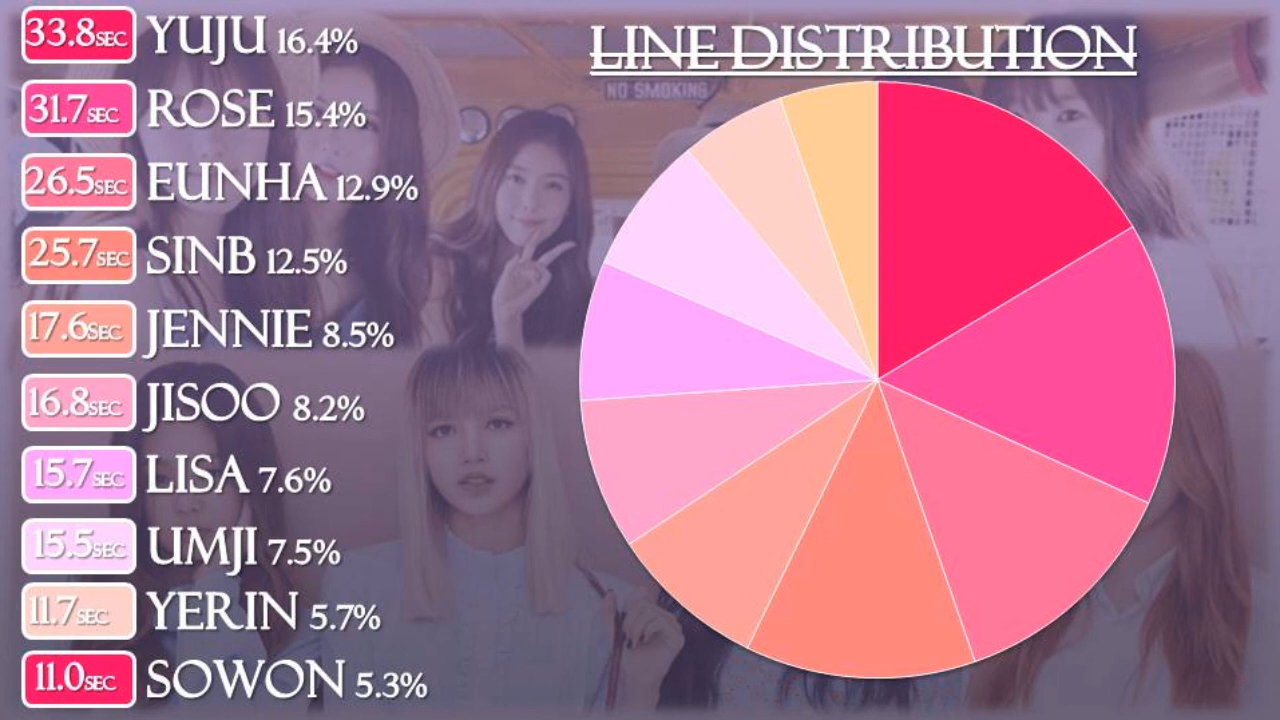 33.8SEC YUJU 16.4%
31.7SEC ROSE 15.4%
26.5SEC EUNHA 12.9%
25.7SEC SINB 12.5%
17.6SEC JENNIE 8.5%
16.8SEC JISOO 8.2%
15.7SEC LISA 7.6%
15.5SEC UMJI 7.5%
11.7SEC YERIN 5.7%
11.0SEC SOWON 5.3%
LINE DISTRIBUTION
NO SMOKING